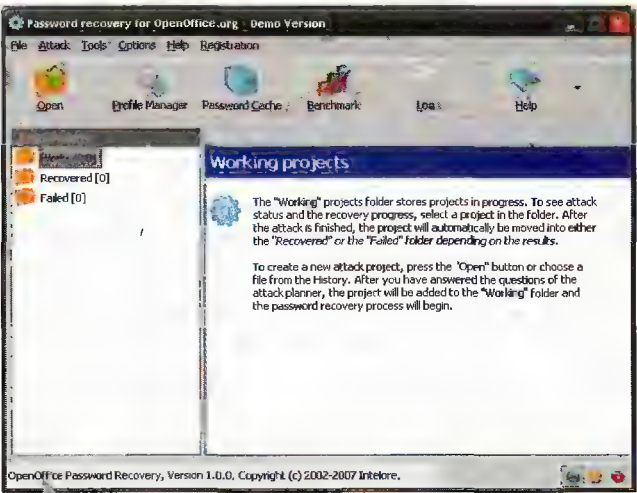 Password recovery for OpenOffice.org - Demo Version
File Attack Tools Options Help Registration
Open Profile Manager Password Cache Benchmark Help
Recovered [0]
Failed [0]
Working projects
The "Working" projects folder stores projects in progress. To see attack
status and the recovery progress, select a project in the folder. After
the attack is finished, the project will automatically be moved into either
the "Recovered" or the "Failed" folder depending on the results.
To create a new attack project, press the "Open" button or choose a
file from the History. After you have answered the questions of the
attack planner, the project will be added to the "Working" folder and
the password recovery process will begin.
OpenOffice Password Recovery, Version 1.0.0, Copyright (c) 2002-2007 Intelore.